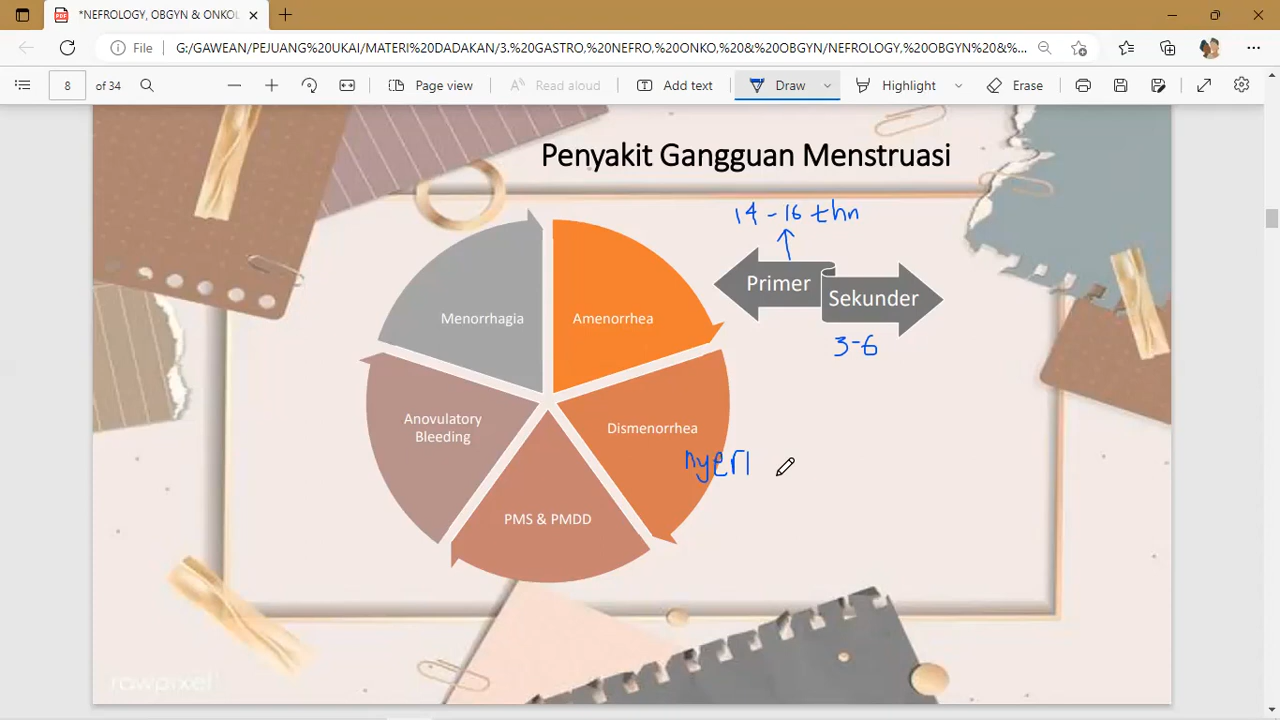 *NEFROLOGY, OBGYN & ONKOL
File
G:/GAWEAN/PEJUANG%20UKAI/MATERI%20DADAKAN/3.%20GASTRO,%20NEFRO,%20ONKO,%20&%20OBGYN/NEFROLOGY,%20OBGYN%20&%...
8
of 34
Page view
Read aloud
Add text
Draw
Highlight
Erase
Penyakit Gangguan Menstruasi
14 - 16 thn
Primer
Sekunder
3-6
Menorrhagia
Amenorrhea
Anovulatory
Bleeding
Dismenorrhea
nyeri
PMS & PMDD
rawpixel